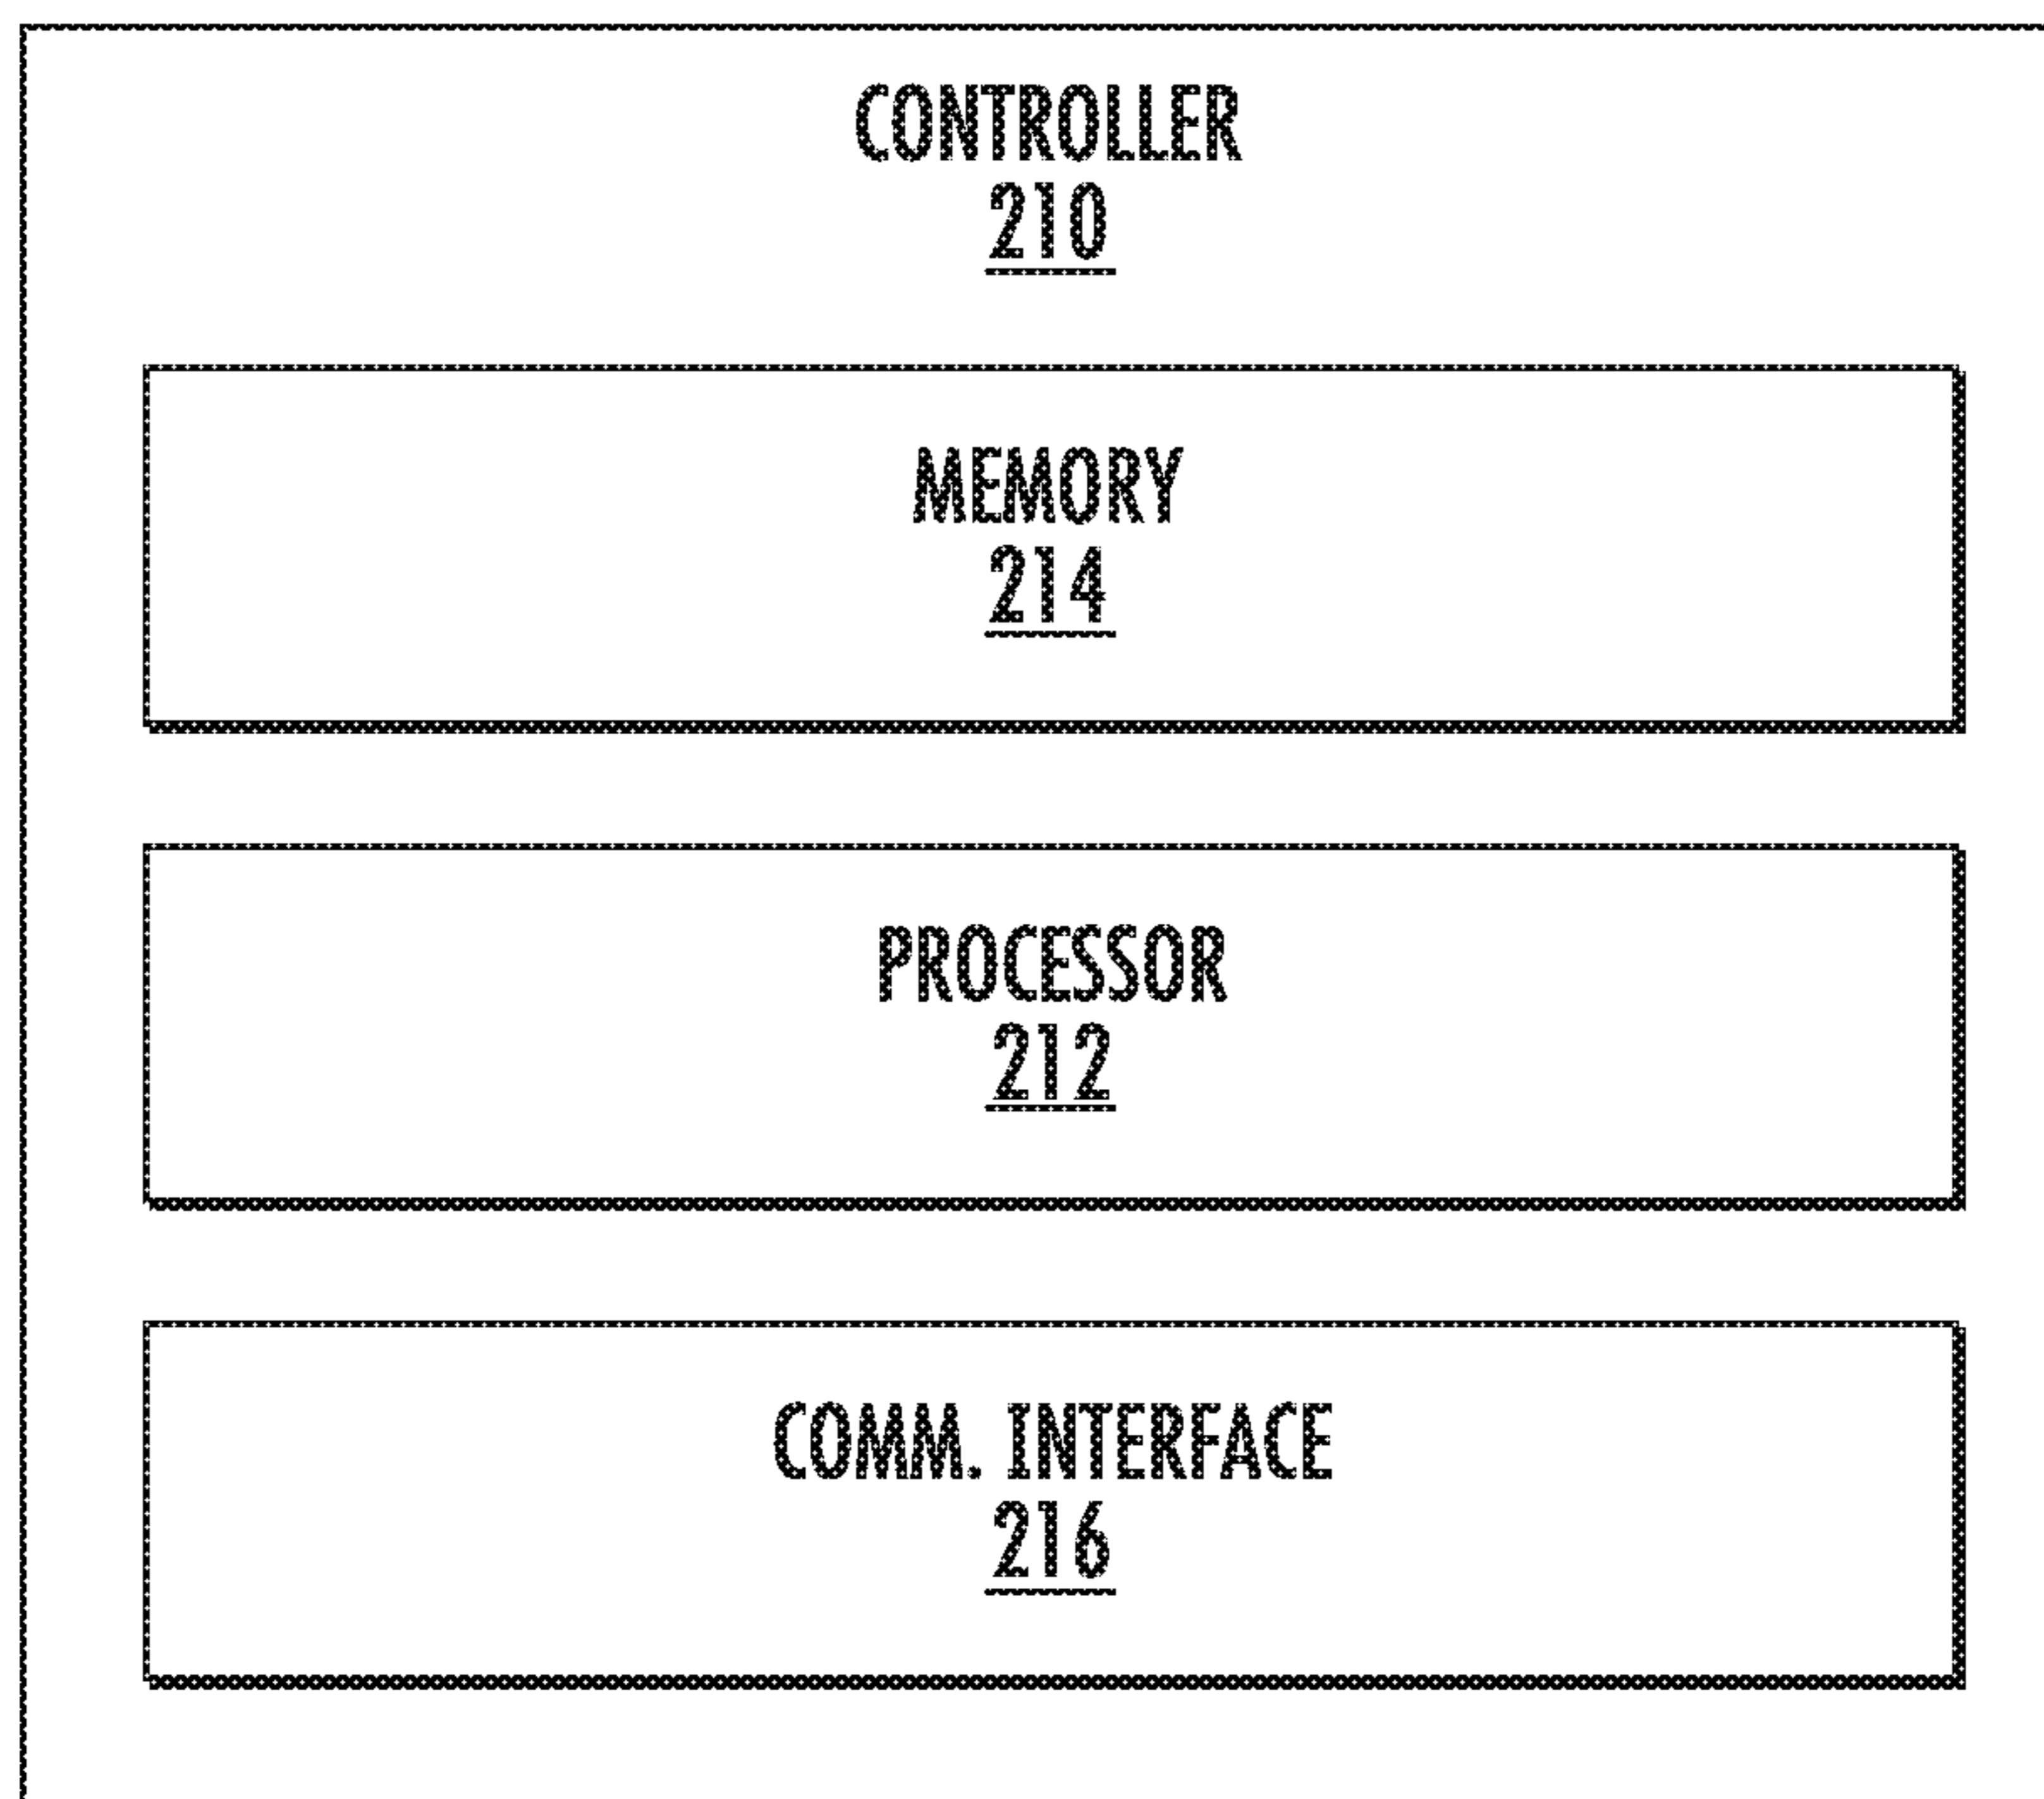 CONTROLLER
210
MEMORY
214
PROCESSOR
212
COMM. INTERFACE
216